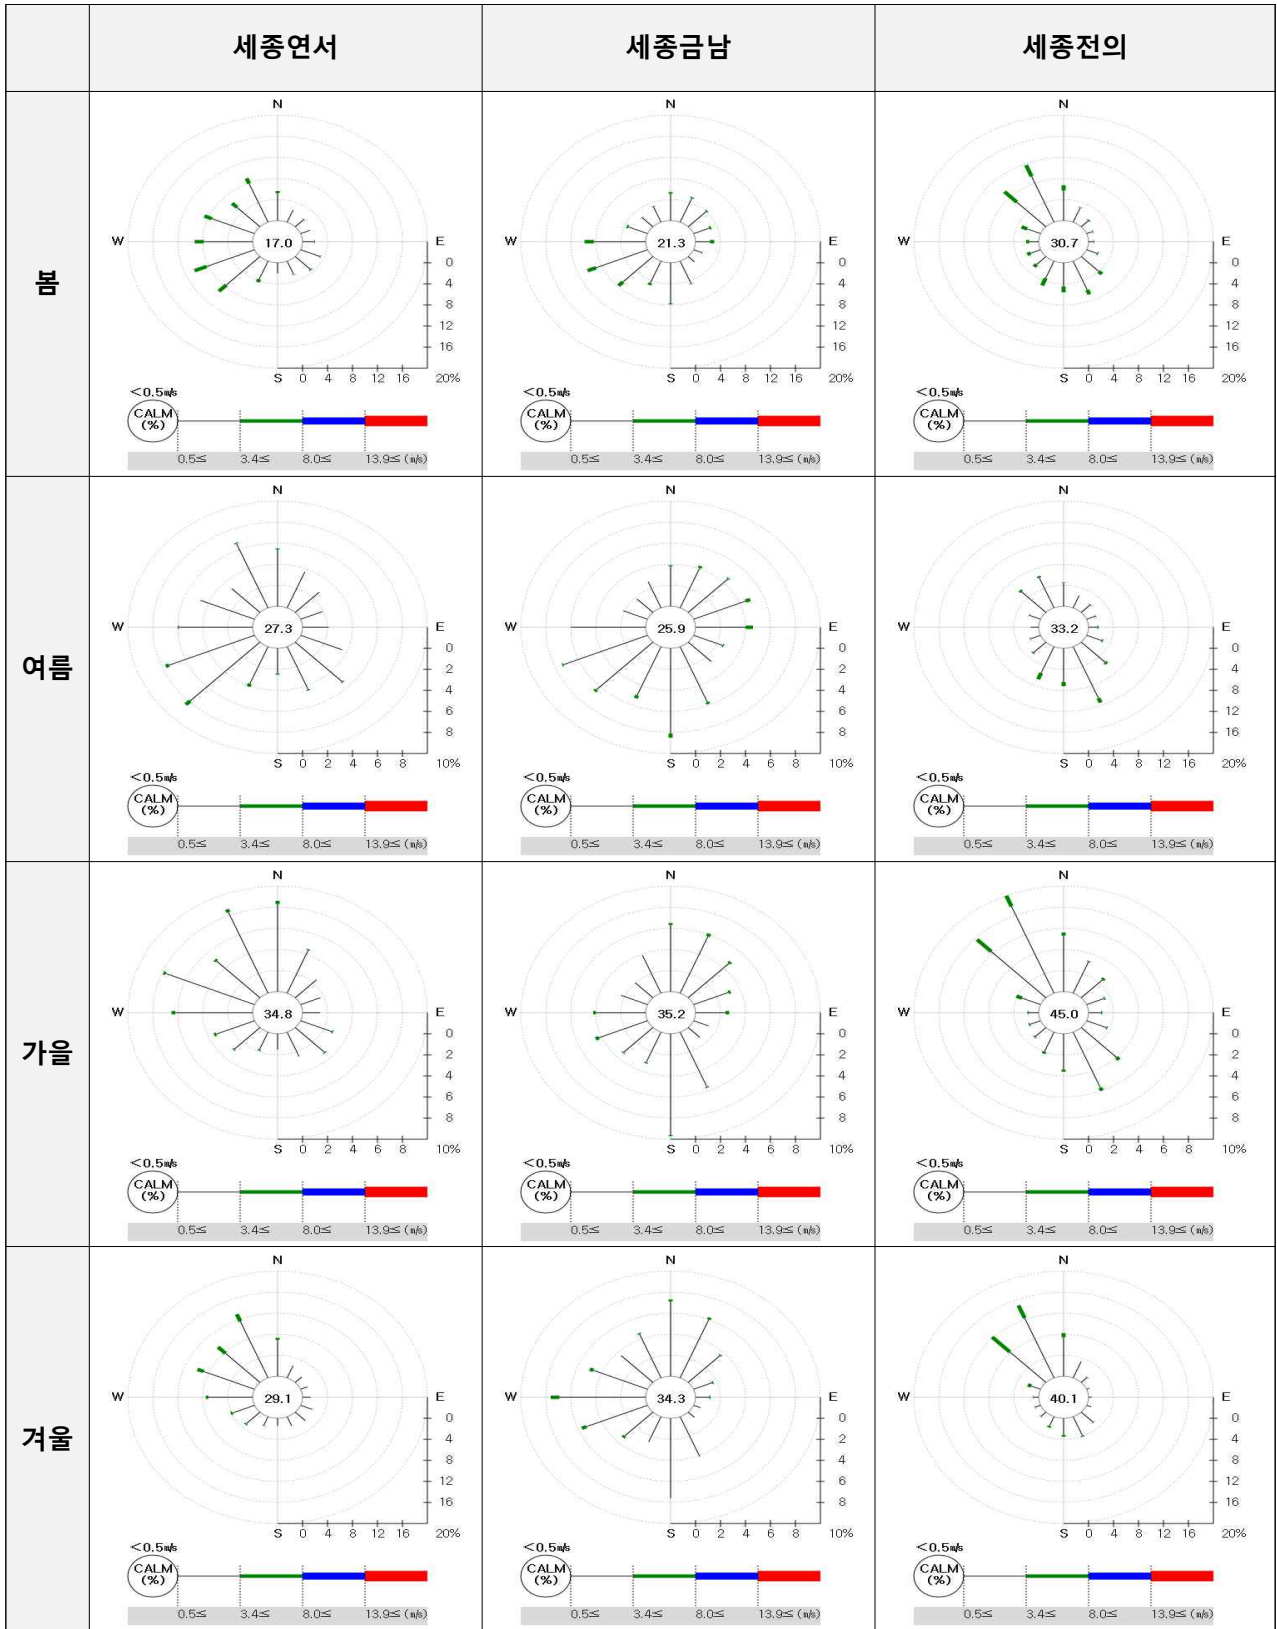 세종연서 세종금남 세종전의
봄
N N N
W 17.0 E W 21.3 E W 30.7 E
0 0 0
4 4 4
8 8 8
12 12 12
16 16 16
S 0 4 8 12 16 20% S 0 4 8 12 16 20% S 0 4 8 12 16 20%
<0.5㎧ <0.5㎧ <0.5㎧
CALM CALM CALM
(%) (%) (%)
0.5≤ 3.4≤ 8.0≤ 13.9≤ (㎧) 0.5≤ 3.4≤ 8.0≤ 13.9≤ (㎧) 0.5≤ 3.4≤ 8.0≤ 13.9≤ (㎧)
여름
N N N
W 27.3 E W 25.9 E W 33.2 E
0 0 0
2 2 4
4 4 8
6 6 12
8 8 16
S 0 2 4 6 8 10% S 0 2 4 6 8 10% S 0 4 8 12 16 20%
<0.5㎧ <0.5㎧ <0.5㎧
CALM CALM CALM
(%) (%) (%)
0.5≤ 3.4≤ 8.0≤ 13.9≤ (㎧) 0.5≤ 3.4≤ 8.0≤ 13.9≤ (㎧) 0.5≤ 3.4≤ 8.0≤ 13.9≤ (㎧)
가을
N N N
W 34.8 E W 35.2 E W 45.0 E
0 0 0
2 2 2
4 4 4
6 6 6
8 8 8
S 0 2 4 6 8 10% S 0 2 4 6 8 10% S 0 2 4 6 8 10%
<0.5㎧ <0.5㎧ <0.5㎧
CALM CALM CALM
(%) (%) (%)
0.5≤ 3.4≤ 8.0≤ 13.9≤ (㎧) 0.5≤ 3.4≤ 8.0≤ 13.9≤ (㎧) 0.5≤ 3.4≤ 8.0≤ 13.9≤ (㎧)
겨울
N N N
W 29.1 E W 34.3 E W 40.1 E
0 0 0
4 2 4
8 4 8
12 6 12
16 8 16
S 0 4 8 12 16 20% S 0 2 4 6 8 10% S 0 4 8 12 16 20%
<0.5㎧ <0.5㎧ <0.5㎧
CALM CALM CALM
(%) (%) (%)
0.5≤ 3.4≤ 8.0≤ 13.9≤ (㎧) 0.5≤ 3.4≤ 8.0≤ 13.9≤ (㎧) 0.5≤ 3.4≤ 8.0≤ 13.9≤ (㎧)